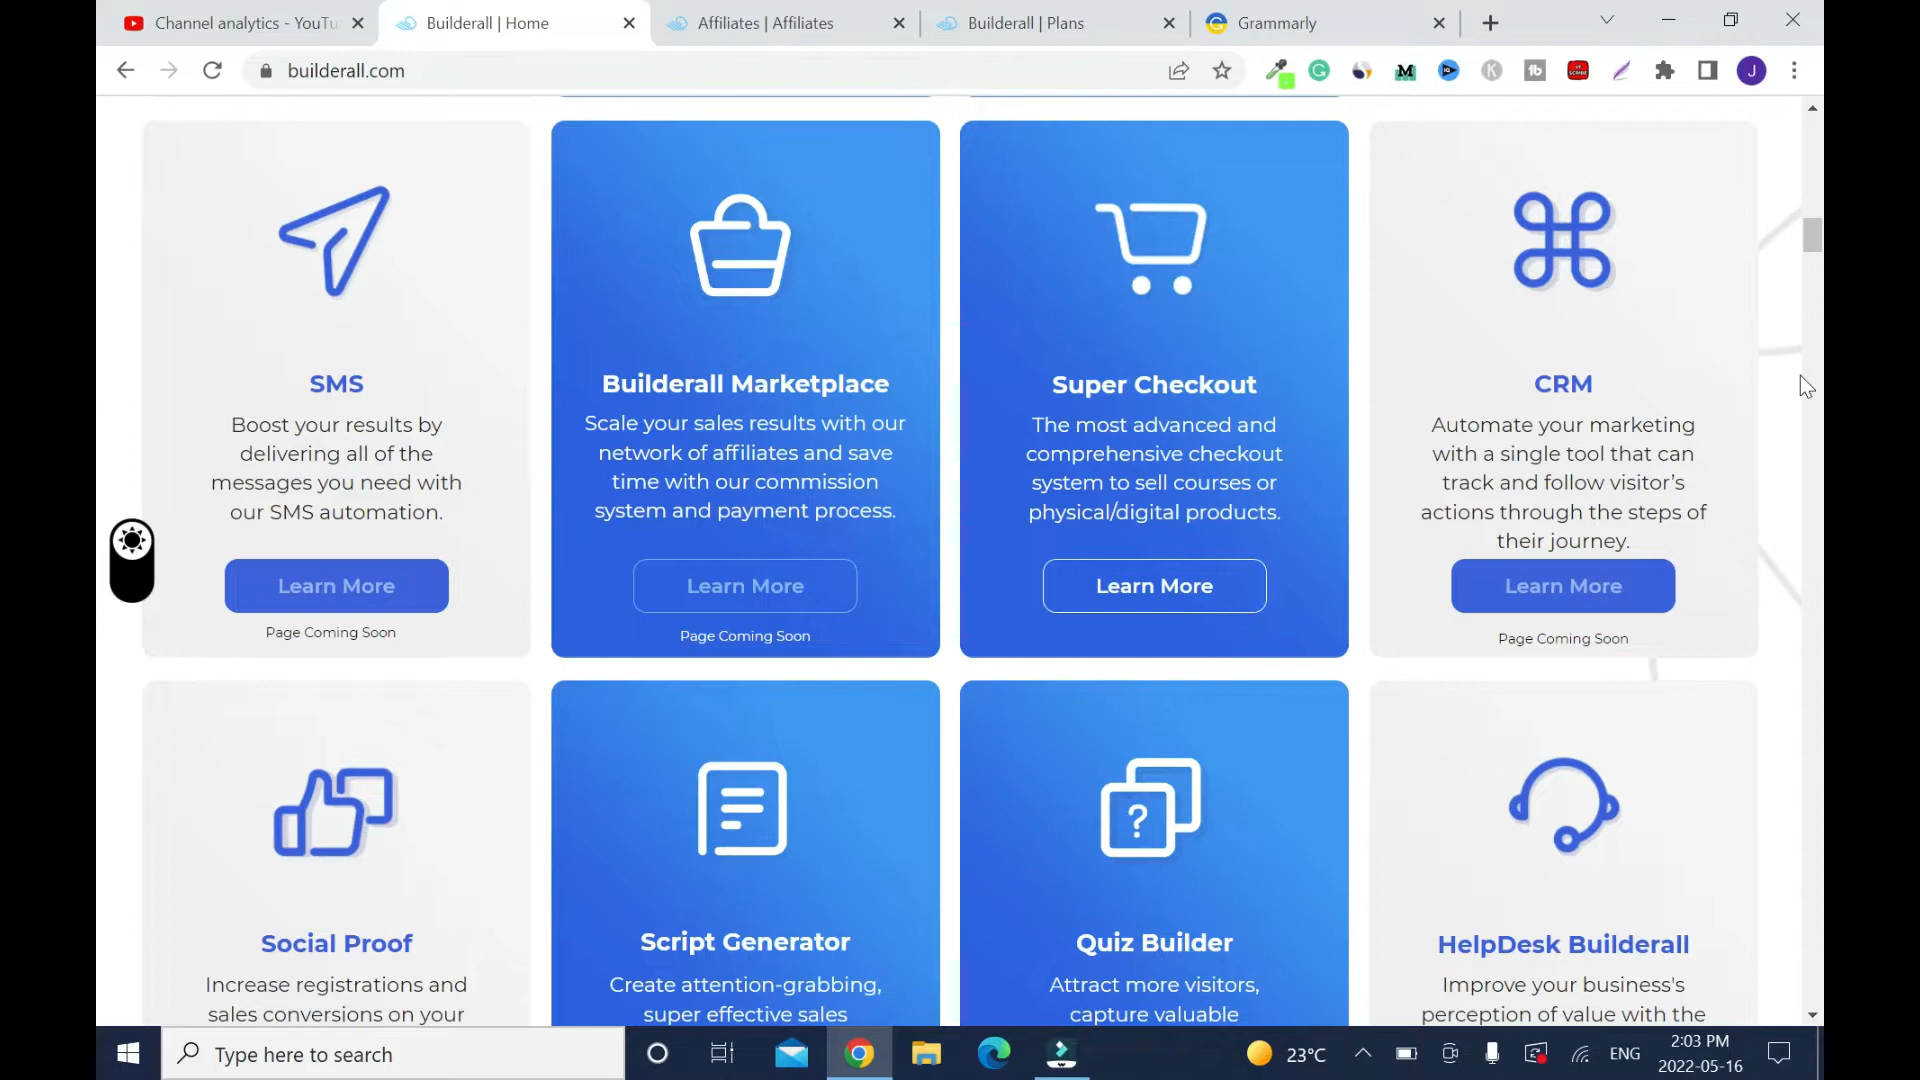 Channel analytics - YouTu
Builderall | Home
Affiliates | Affiliates
Builderall | Plans
Grammarly
builderall.com
J
SMS
Boost your results by
delivering all of the
messages you need with
our SMS automation.
Learn More
Page Coming Soon
Builderall Marketplace
Scale your sales results with our
network of affiliates and save
time with our commission
system and payment process.
Learn More
Page Coming Soon
Super Checkout
The most advanced and
comprehensive checkout
system to sell courses or
physical/digital products.
Learn More
CRM
Automate your marketing
with a single tool that can
track and follow visitor's
actions through the steps of
their journey.
Learn More
Page Coming Soon
Social Proof
Increase registrations and
sales conversions on your
Script Generator
Create attention-grabbing,
super effective sales
Quiz Builder
Attract more visitors,
capture valuable
HelpDesk Builderall
Improve your business's
perception of value with the
Type here to search
23°C
ENG
2:03 PM
2022-05-16